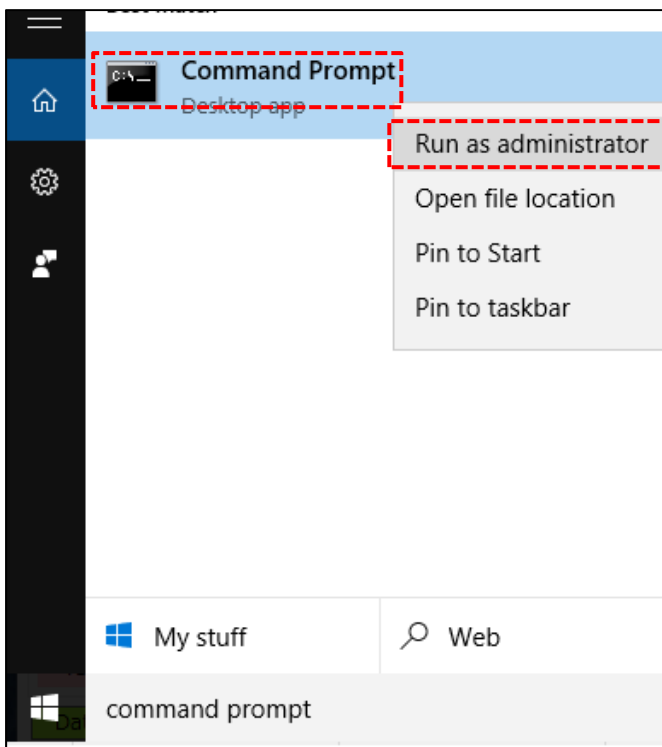 Command Prompt
Desktop app
Run as administrator
Open file location
Pin to Start
Pin to taskbar
My stuff
Web
command prompt